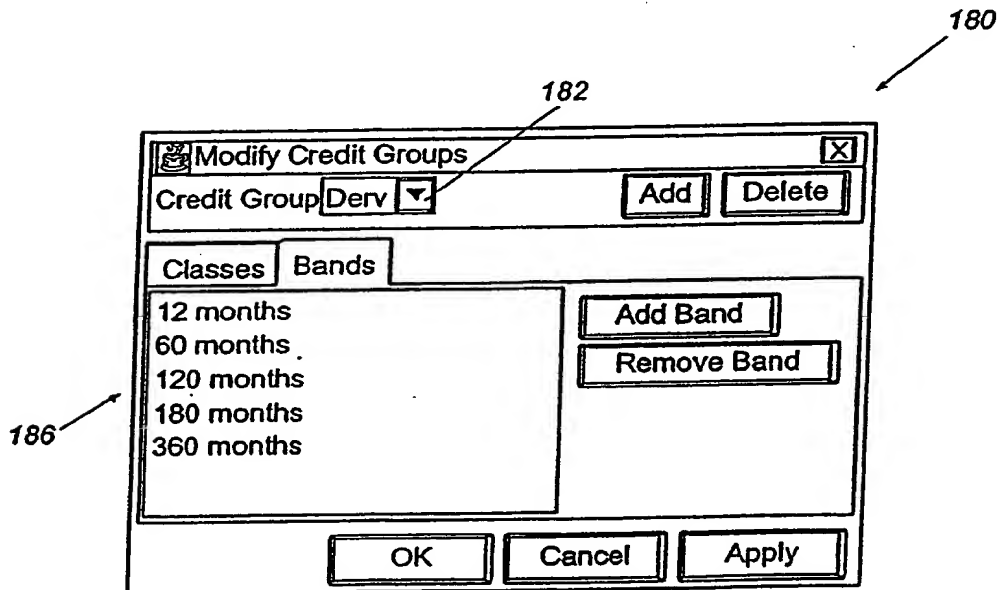 180
182
Modify Credit Groups
Credit Group Derv Add Delete
Classes Bands
12 months
60 months
120 months
180 months
360 months
Add Band
Remove Band
186
OK Cancel Apply